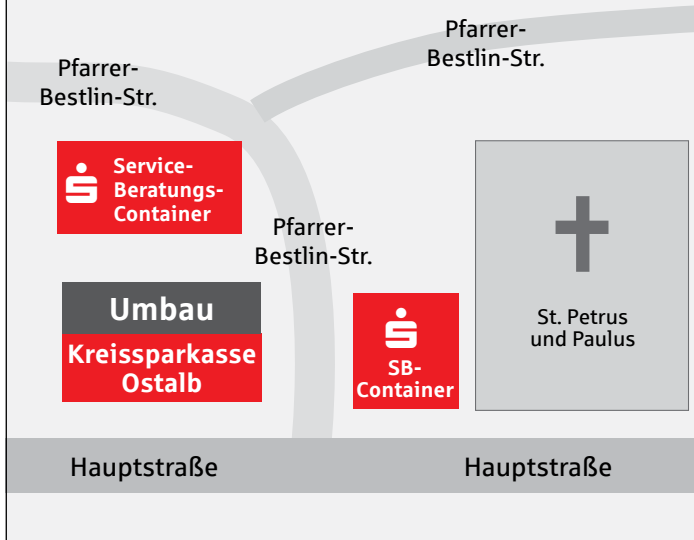 Pfarrer-
Bestlin-Str.
Pfarrer-
Bestlin-Str.
Service-
Beratungs-
Container
Pfarrer-
Bestlin-Str.
Umbau
Kreissparkasse
Ostalb
SB-
Container
St. Petrus
und Paulus
Hauptstraße
Hauptstraße